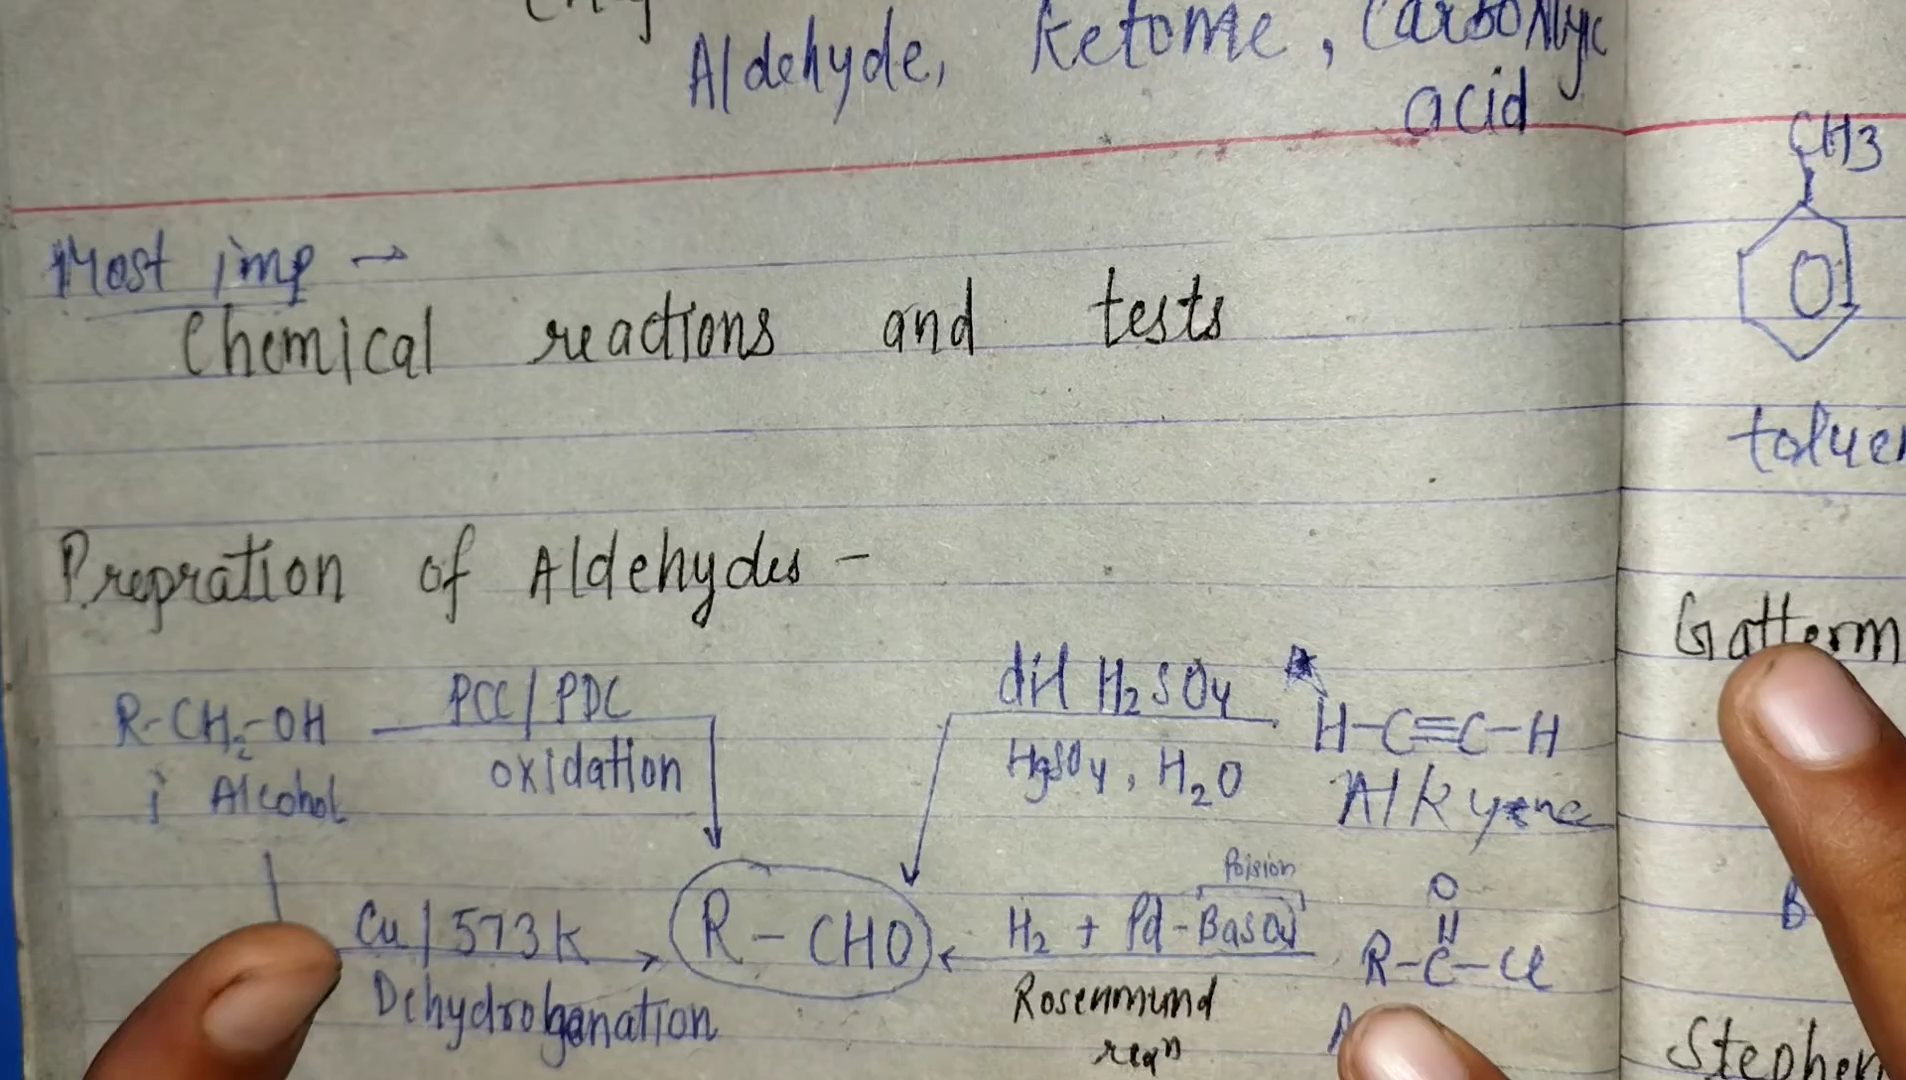 Aldehyde, Ketone, Carboxylic
acid
Most imp →
Chemical reactions and tests
Prepration of Aldehydes -
R-CH2-OH
1° Alcohol
PCC / PDC
oxidation
dil H2SO4
HgSO4, H2O
H-C≡C-H
Alkyene
Cu / 573 K
Dehydrogenation
R - CHO
Poision
H2 + Pd - BaSO4
Rosenmund
reaⁿ
O
R-C-Cl
CH3
toluen
Gatterm
B
Stephen